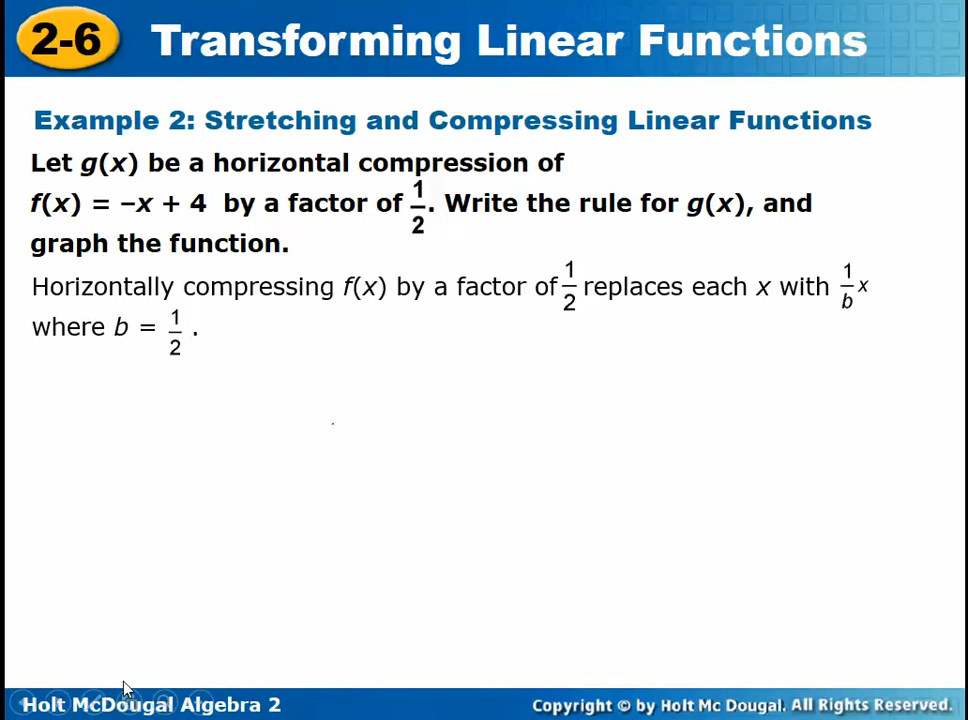 2-6 Transforming Linear Functions
Example 2: Stretching and Compressing Linear Functions
Let g(x) be a horizontal compression of
f(x) = –x + 4 by a factor of 1/2. Write the rule for g(x), and
graph the function.
Horizontally compressing f(x) by a factor of 1/2 replaces each x with 1/b x
where b = 1/2 .
Holt McDougal Algebra 2
Copyright © by Holt Mc Dougal. All Rights Reserved.